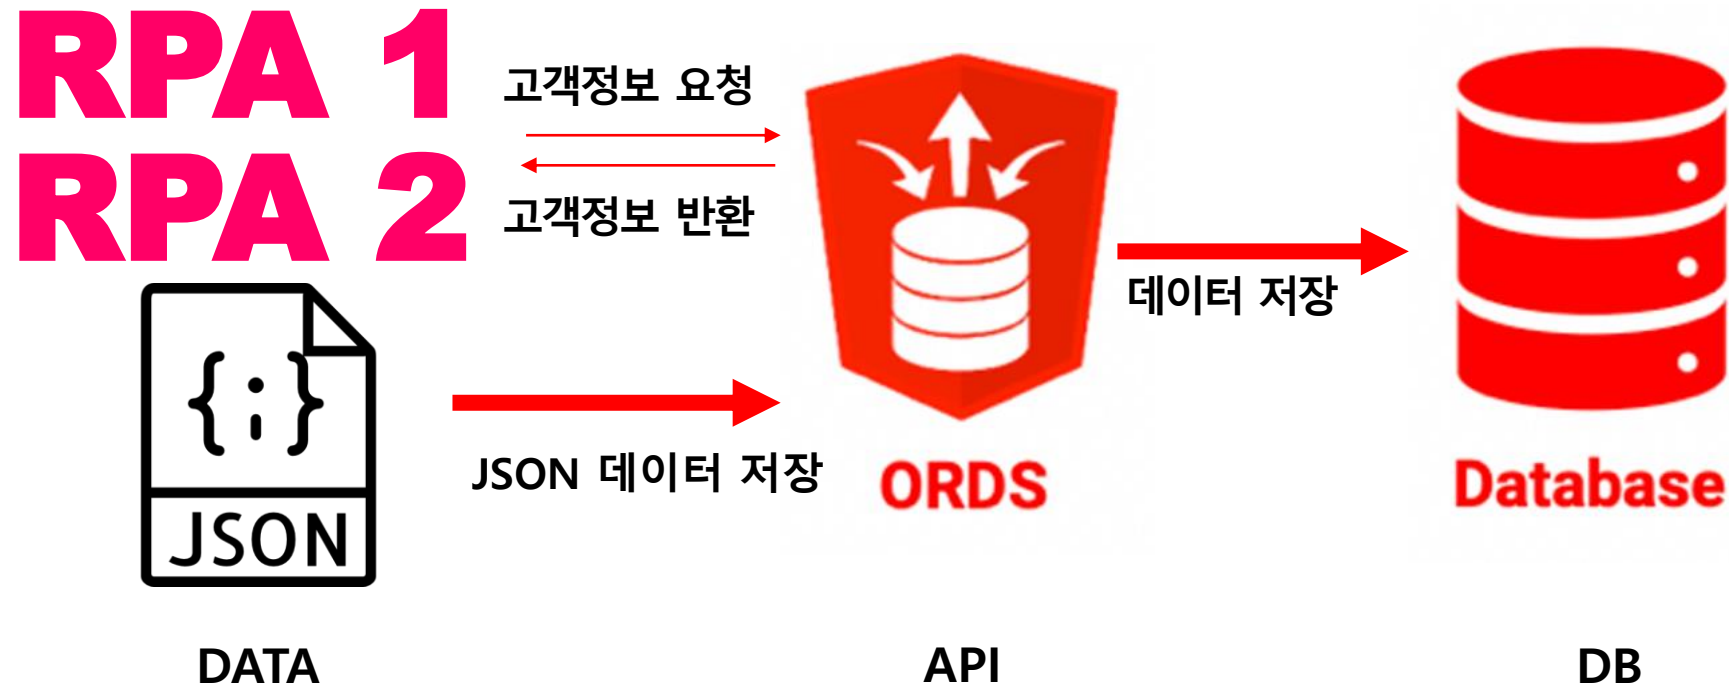 RPA 1
RPA 2
고객정보 요청
고객정보 반환
데이터 저장
{;}
JSON
JSON 데이터 저장
ORDS
Database
DATA
API
DB